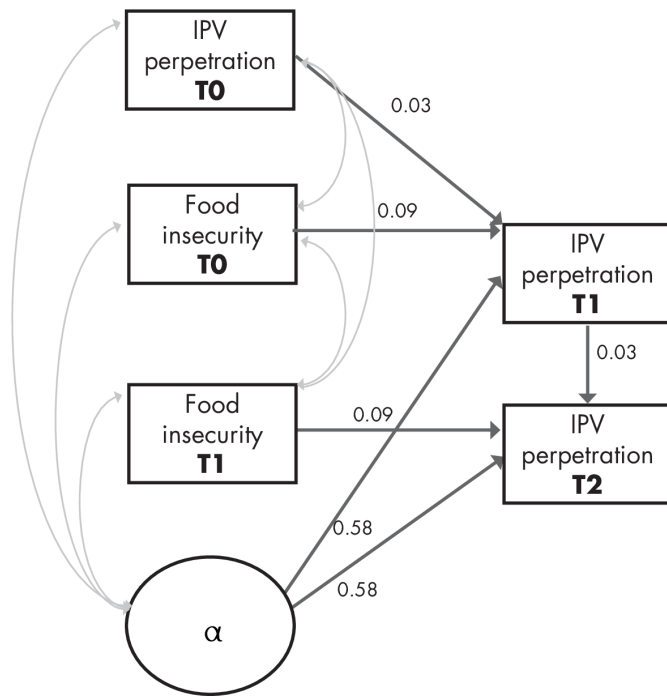 IPV
perpetration
T0
0.03
Food
insecurity
T0
0.09
IPV
perpetration
T1
0.03
Food
insecurity
T1
0.09
IPV
perpetration
T2
0.58
0.58
α